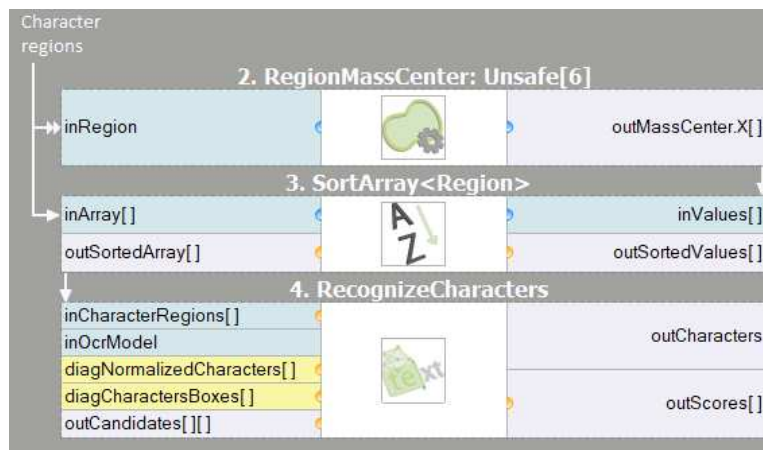 Character
regions
2. RegionMassCenter: Unsafe[6]
inRegion
outMassCenter.X[]
3. SortArray<Region>
inArray[]
inValues[]
outSortedArray[]
outSortedValues[]
A
Z
4. RecognizeCharacters
inCharacterRegions[]
inOcrModel
outCharacters
diagNormalizedCharacters[]
text
diagCharactersBoxes[]
outScores[]
outCandidates[][]